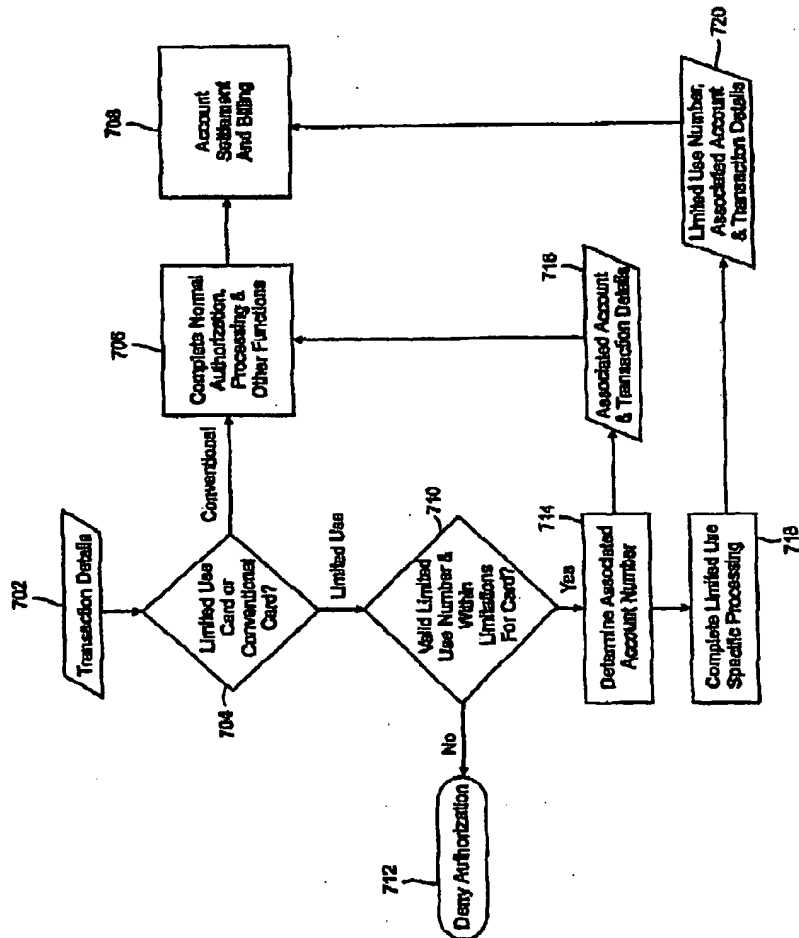 702
Transaction Details
Limited Use
Card or
Conventional
Card?
704
Conventional
706
Complete Normal
Authorization,
Processing &
Other Functions
708
Account
Settlement
And Billing
Limited Use
710
Valid Limited
Use Number &
Within
Limitations
For Card?
No
712
Deny Authorization
Yes
714
Determine Associated
Account Number
716
Associated Account
& Transaction Details
Complete Limited Use
Specific Processing
718
720
Limited Use Number,
Associated Account
& Transaction Details